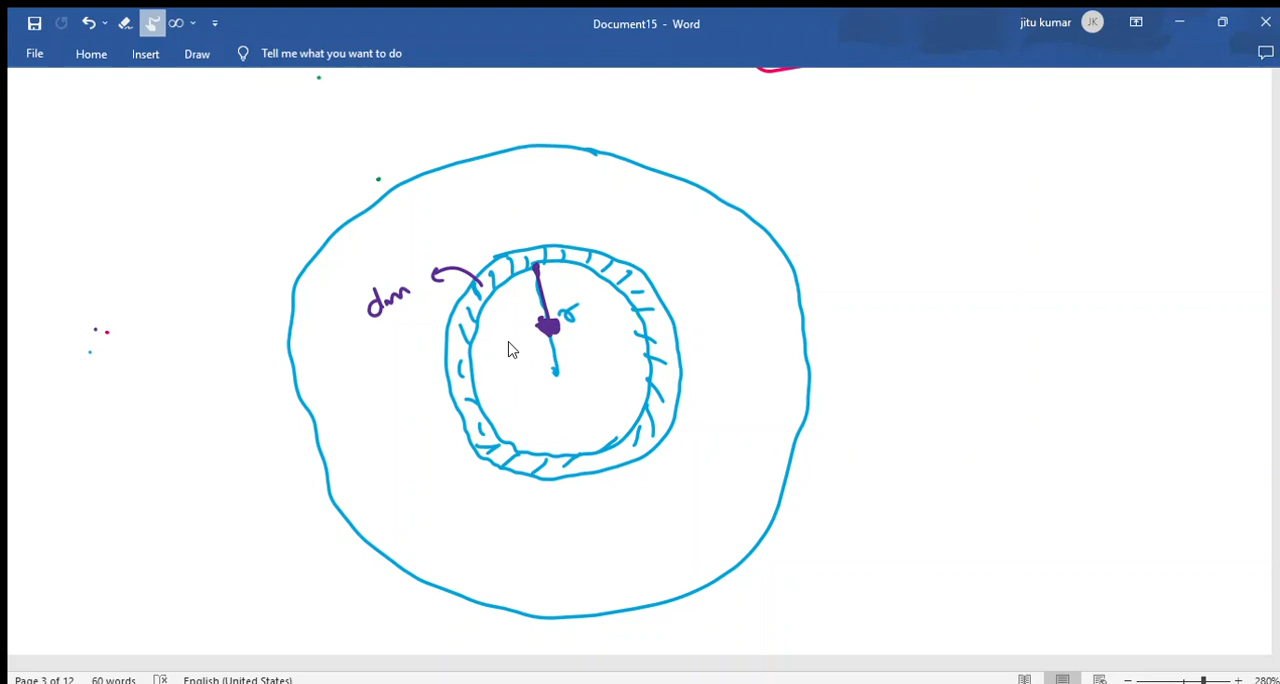 Document15 - Word
jitu kumar
JK
File
Home
Insert
Draw
Tell me what you want to do
dm
r
Page 3 of 12
60 words
English (United States)
280%